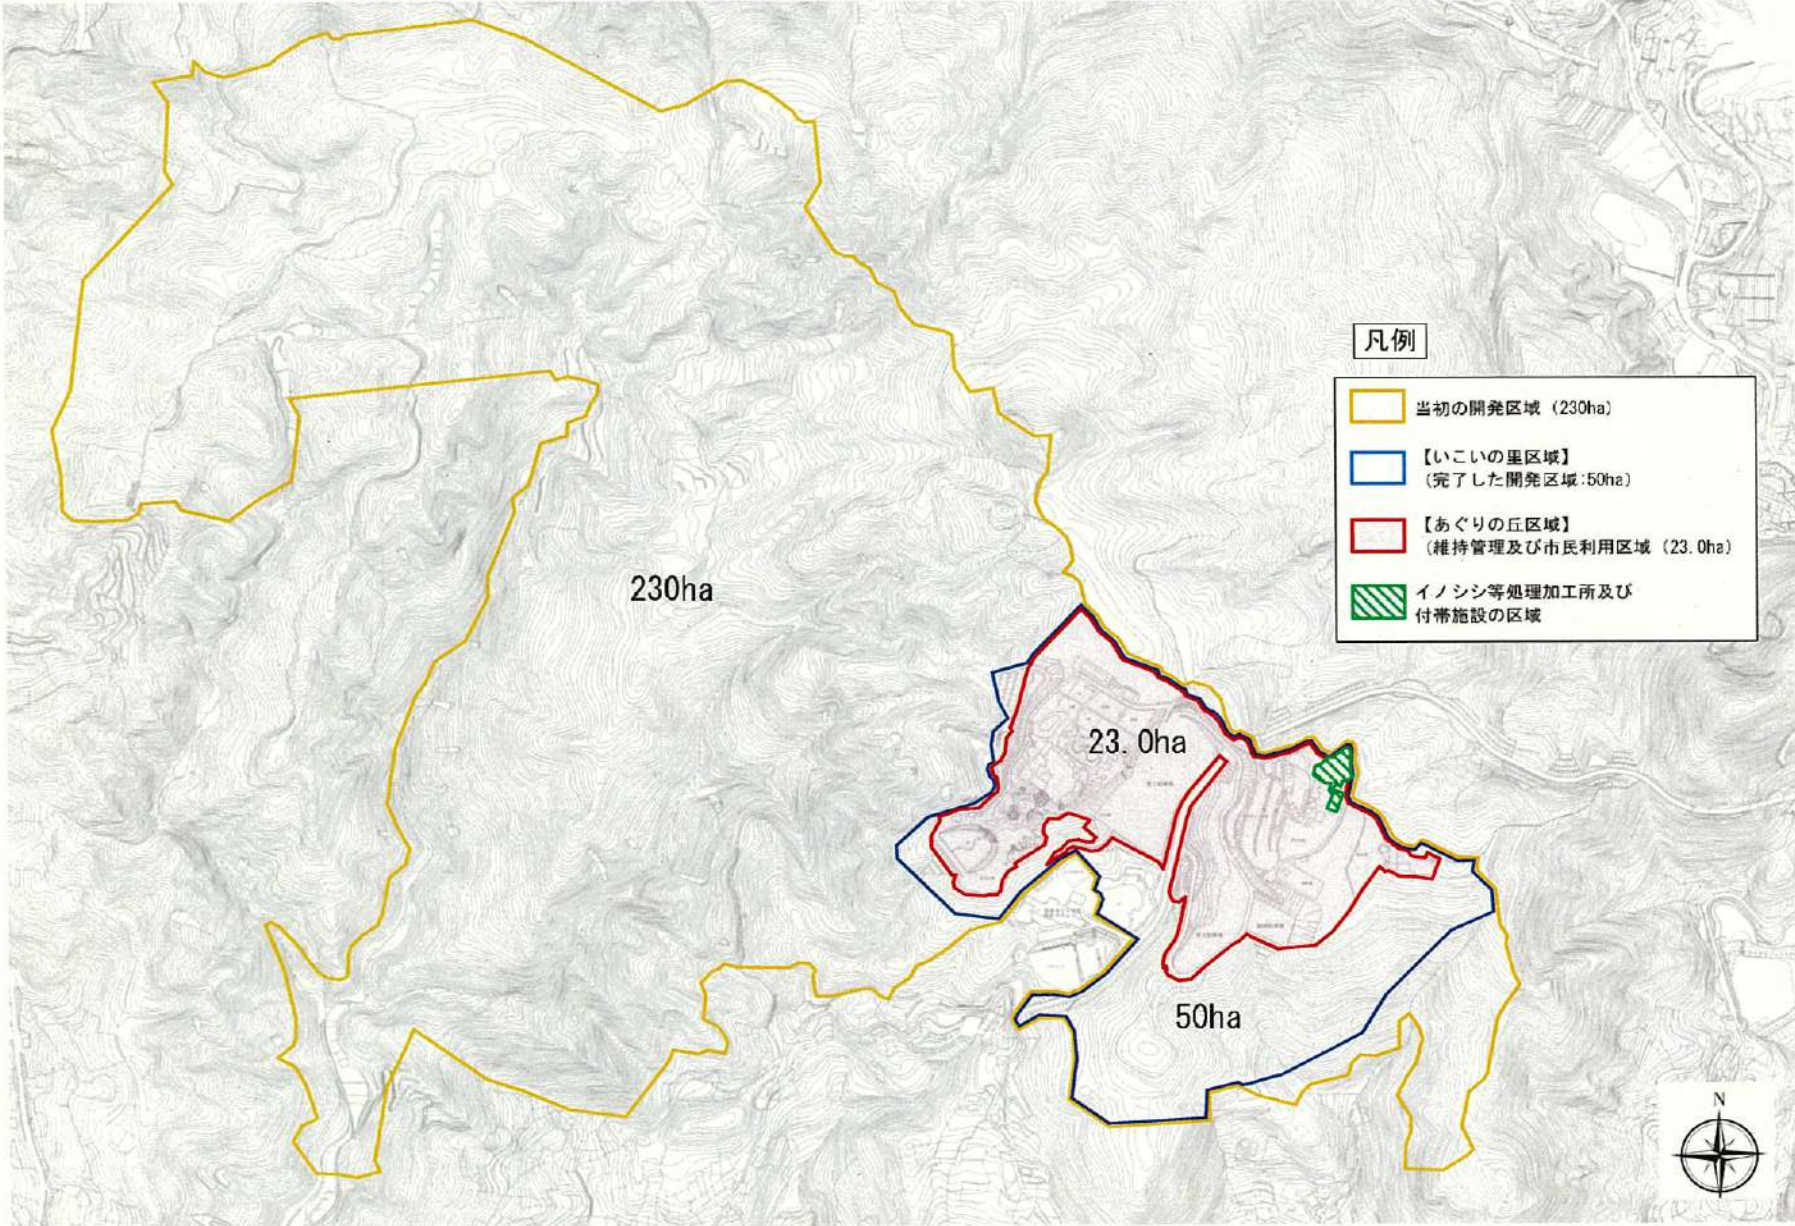 凡例
当初の開発区域（230ha）
【いこいの里区域】
（完了した開発区域：50ha）
【あぐりの丘区域】
（維持管理及び市民利用区域（23.0ha）
イノシシ等処理加工所及び
付帯施設の区域
230ha
23.0ha
50ha
N